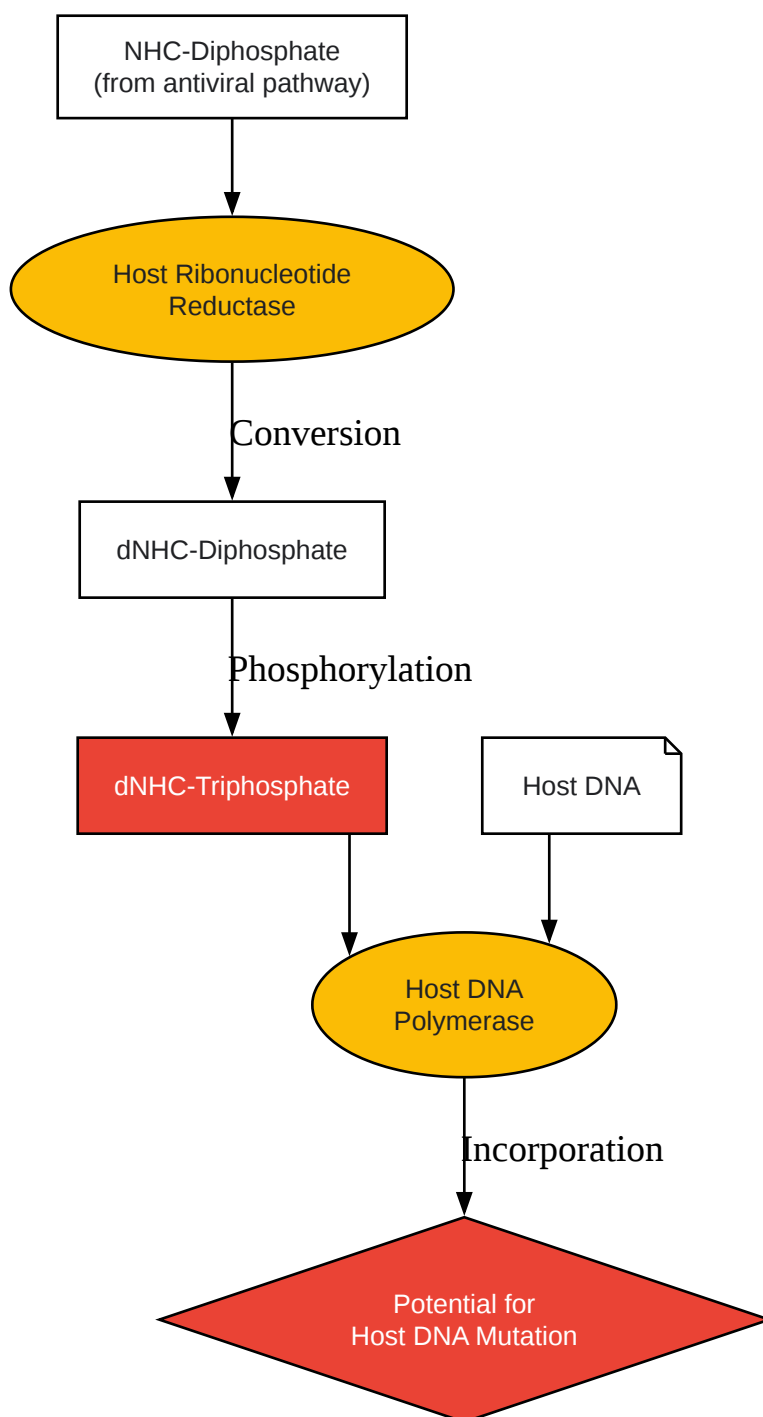 NHC-Diphosphate
(from antiviral pathway)
Host Ribonucleotide
Reductase
Conversion
dNHC-Diphosphate
Phosphorylation
dNHC-Triphosphate
Host DNA
Host DNA
Polymerase
Incorporation
Potential for
Host DNA Mutation